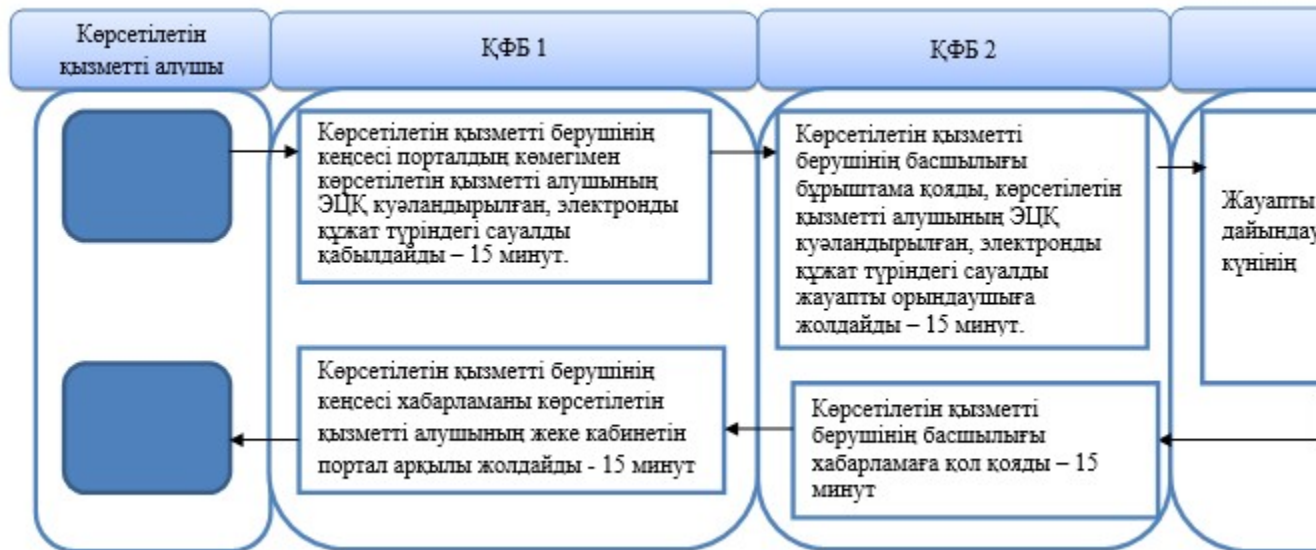 Көрсетілетін
қызметті алушы
ҚФБ 1
ҚФБ 2
Көрсетілетін қызметті берушінің
кеңсесі порталдың көмегімен
көрсетілетін қызметті алушының
ЭЦҚ куәландырылған, электронды
құжат түріндегі сауалды
қабылдайды – 15 минут.
Көрсетілетін қызметті
берушінің басшылығы
бұрыштама қояды, көрсетілетін
қызметті алушының ЭЦҚ
куәландырылған, электронды
құжат түріндегі сауалды
жауапты орындаушыға
жолдайды – 15 минут.
Жауапты
дайындау
күнінің
Көрсетілетін қызметті берушінің
кеңсесі хабарламаны көрсетілетін
қызметті алушының жеке кабинетін
портал арқылы жолдайды - 15 минут
Көрсетілетін қызметті
берушінің басшылығы
хабарламаға қол қояды – 15
минут